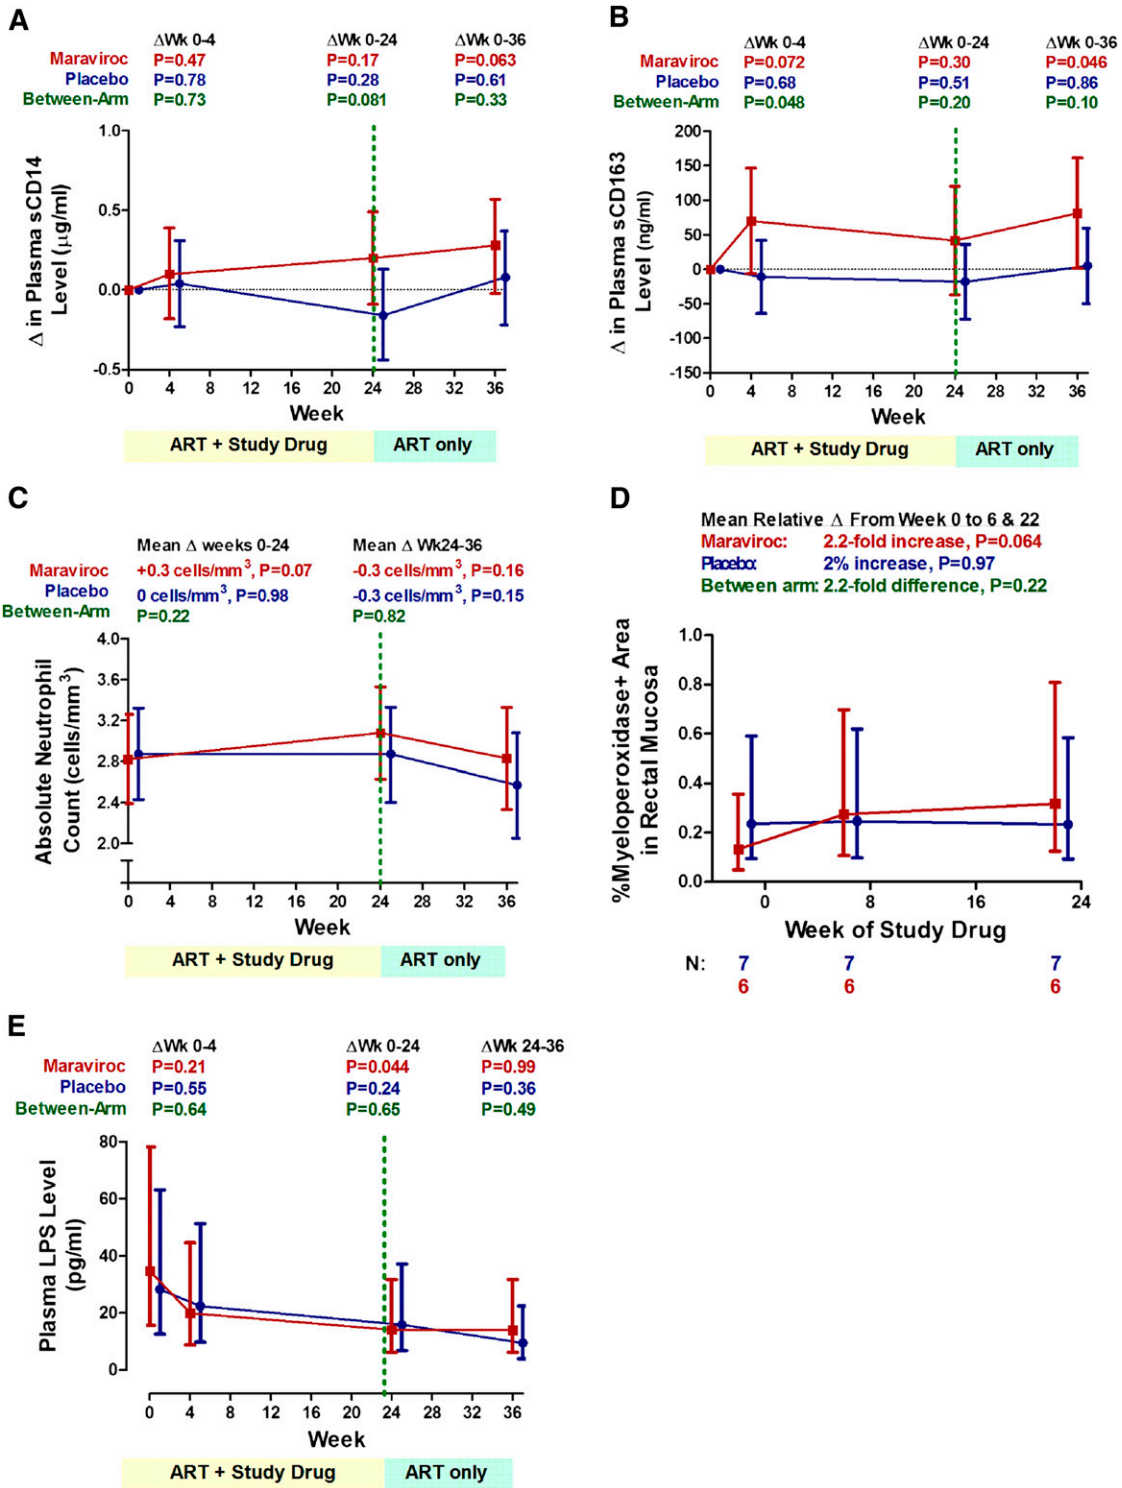 A
ΔWk 0-4 ΔWk 0-24 ΔWk 0-36
Maraviroc P=0.47 P=0.17 P=0.063
Placebo P=0.78 P=0.28 P=0.61
Between-Arm P=0.73 P=0.081 P=0.33
Δ in Plasma sCD14
Level (μg/ml)
1.0
0.5
0.0
-0.5
0 4 8 12 16 20 24 28 32 36
Week
ART + Study Drug ART only
B
ΔWk 0-4 ΔWk 0-24 ΔWk 0-36
Maraviroc P=0.072 P=0.30 P=0.046
Placebo P=0.68 P=0.51 P=0.86
Between-Arm P=0.048 P=0.20 P=0.10
Δ in Plasma sCD163
Level (ng/ml)
200
150
100
50
0
-50
-100
-150
0 4 8 12 16 20 24 28 32 36
Week
ART + Study Drug ART only
C
Mean Δ weeks 0-24 Mean Δ Wk24-36
Maraviroc +0.3 cells/mm³, P=0.07 -0.3 cells/mm³, P=0.16
Placebo 0 cells/mm³, P=0.98 -0.3 cells/mm³, P=0.15
Between-Arm P=0.22 P=0.82
Absolute Neutrophil
Count (cells/mm³)
4.0
3.6
3.2
2.8
2.4
2.0
0 4 8 12 16 20 24 28 32 36
Week
ART + Study Drug ART only
D
Mean Relative Δ From Week 0 to 6 & 22
Maraviroc: 2.2-fold increase, P=0.064
Placebo: 2% increase, P=0.97
Between arm: 2.2-fold difference, P=0.22
%Myeloperoxidase+ Area
in Rectal Mucosa
1.0
0.8
0.6
0.4
0.2
0.0
0 8 16 24
Week of Study Drug
N: 7 7 7
6 6 6
E
ΔWk 0-4 ΔWk 0-24 ΔWk 24-36
Maraviroc P=0.21 P=0.044 P=0.99
Placebo P=0.55 P=0.24 P=0.36
Between-Arm P=0.64 P=0.65 P=0.49
Plasma LPS Level
(pg/ml)
80
60
40
20
0
0 4 8 12 16 20 24 28 32 36
Week
ART + Study Drug ART only